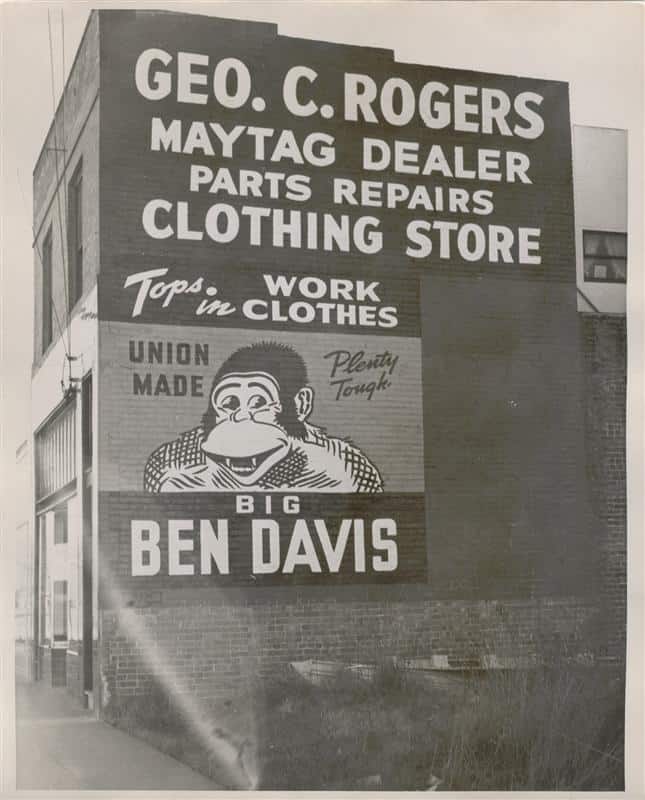 GEO. C. ROGERS
MAYTAG DEALER
PARTS REPAIRS
CLOTHING STORE
Tops in WORK CLOTHES
UNION MADE
Plenty Tough.
BIG
BEN DAVIS